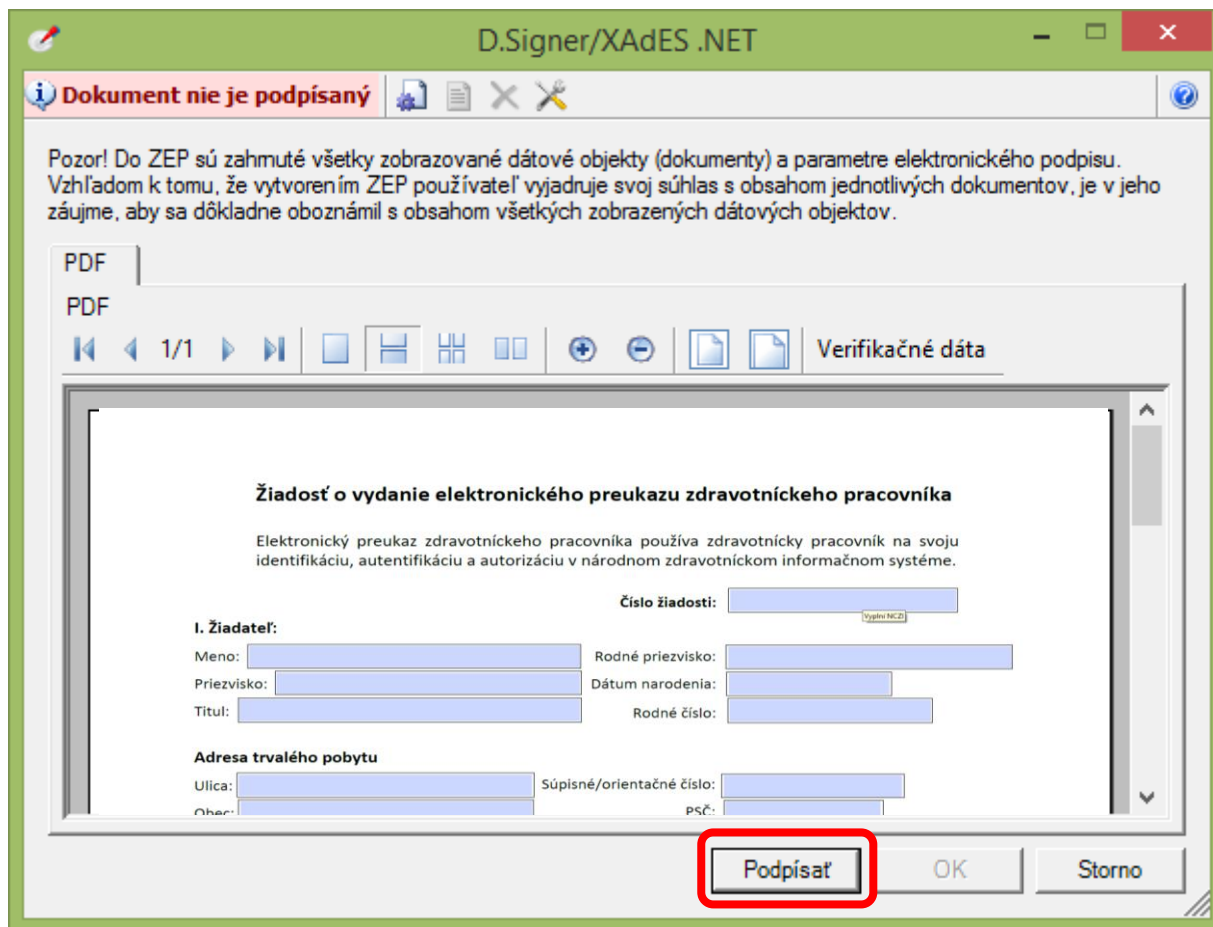 D.Signer/XAdES .NET
Dokument nie je podpísaný
Pozor! Do ZEP sú zahrnuté všetky zobrazované dátové objekty (dokumenty) a parametre elektronického podpisu.
Vzhľadom k tomu, že vytvorením ZEP používateľ vyjadruje svoj súhlas s obsahom jednotlivých dokumentov, je v jeho
záujme, aby sa dôkladne oboznámil s obsahom všetkých zobrazených dátových objektov.
PDF
PDF
1/1 Verifikačné dáta
Žiadosť o vydanie elektronického preukazu zdravotníckeho pracovníka
Elektronický preukaz zdravotníckeho pracovníka používa zdravotnícky pracovník na svoju
identifikáciu, autentifikáciu a autorizáciu v národnom zdravotníckom informačnom systéme.
Číslo žiadosti:
Vyplní NCZI
I. Žiadateľ:
Meno: Rodné priezvisko:
Priezvisko: Dátum narodenia:
Titul: Rodné číslo:
Adresa trvalého pobytu
Ulica: Súpisné/orientačné číslo:
Obec: PSČ:
Podpísať OK Storno